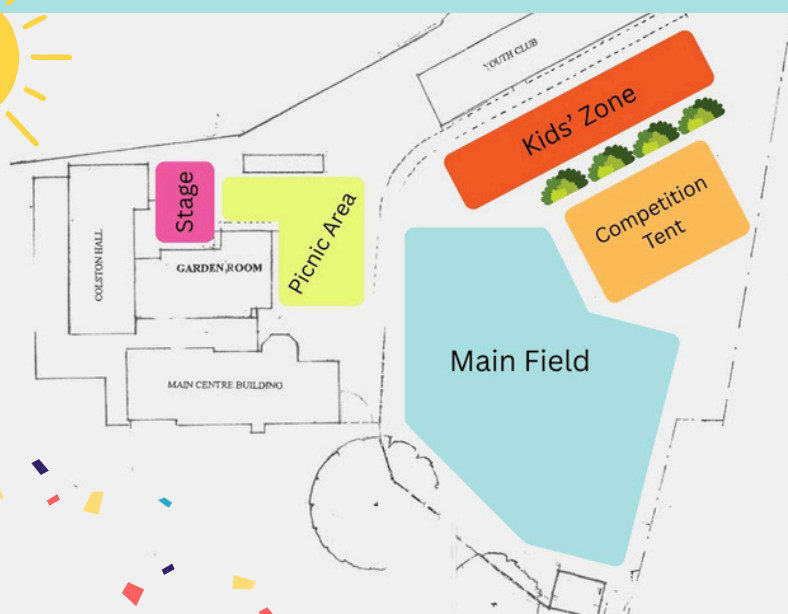 YOUTH CLUB
Kids' Zone
Stage
Picnic Area
Competition
Tent
COLSTON HALL
GARDEN ROOM
Main Field
MAIN CENTRE BUILDING